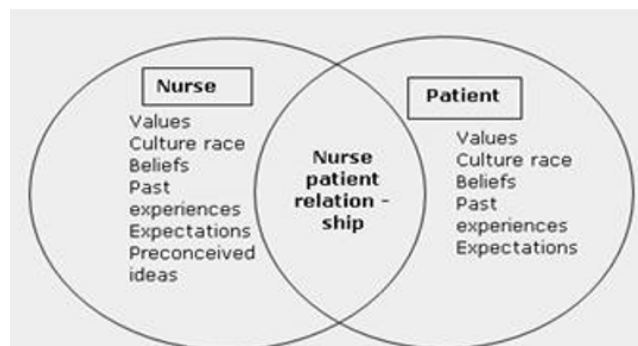 Nurse
Values
Culture race
Beliefs
Past
experiences
Expectations
Preconceived
ideas
Nurse
patient
relation -
ship
Patient
Values
Culture race
Beliefs
Past
experiences
Expectations